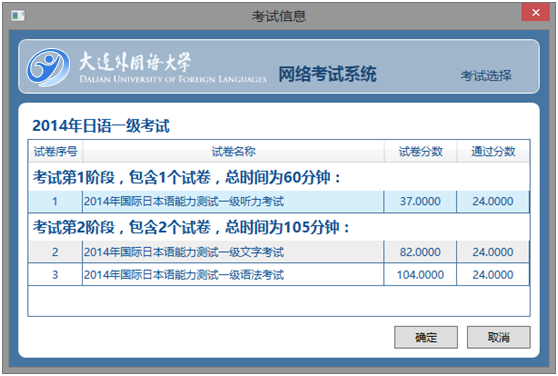 考试信息
大连外国语大学
DALIAN UNIVERSITY OF FOREIGN LANGUAGES
网络考试系统
考试选择
2014年日语一级考试
试卷序号 试卷名称 试卷分数 通过分数
考试第1阶段，包含1个试卷，总时间为60分钟：
1 2014年国际日本语能力测试一级听力考试 37.0000 24.0000
考试第2阶段，包含2个试卷，总时间为105分钟：
2 2014年国际日本语能力测试一级文字考试 82.0000 24.0000
3 2014年国际日本语能力测试一级语法考试 104.0000 24.0000
确定 取消